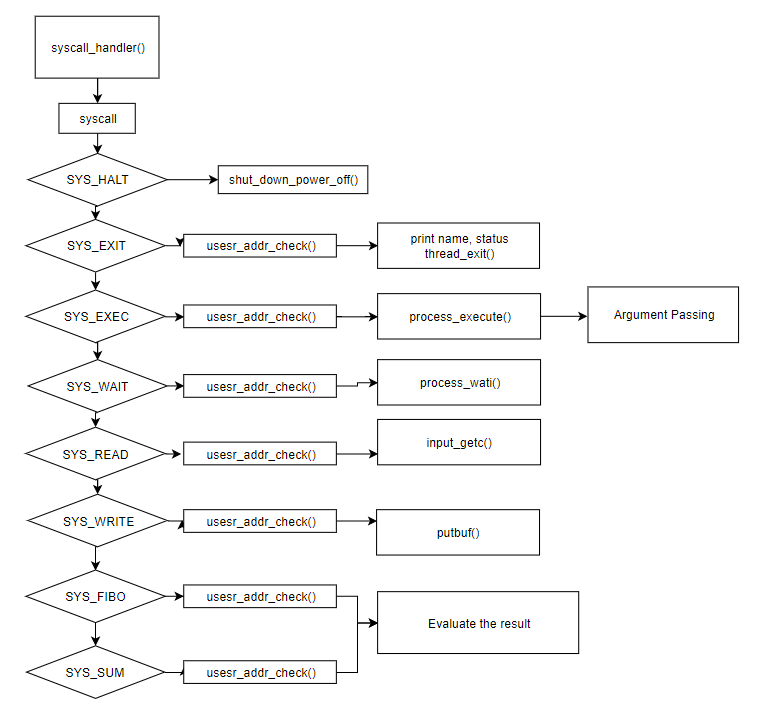 syscall_handler()
syscall
SYS_HALT
shut_down_power_off()
SYS_EXIT
usesr_addr_check()
print name, status
thread_exit()
SYS_EXEC
usesr_addr_check()
process_execute()
Argument Passing
SYS_WAIT
usesr_addr_check()
process_wati()
SYS_READ
usesr_addr_check()
input_getc()
SYS_WRITE
usesr_addr_check()
putbuf()
SYS_FIBO
usesr_addr_check()
Evaluate the result
SYS_SUM
usesr_addr_check()